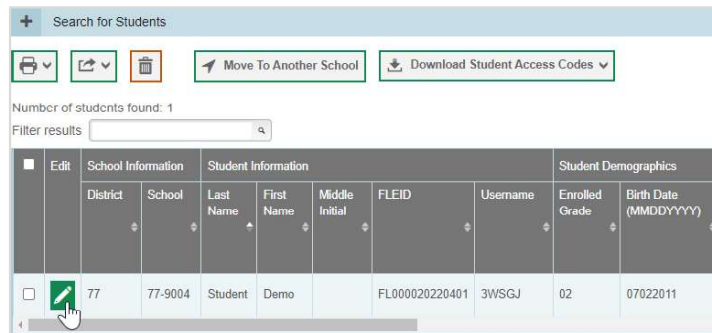 Search for Students
Move To Another School
Download Student Access Codes
Number of students found: 1
Filter results
Edit School Information Student Information Student Demographics
District School Last Name First Name Middle Initial FLEID Username Enrolled Grade Birth Date (MMDDYYYY)
77 77-9004 Student Demo FL000020220401 3WSGJ 02 07022011